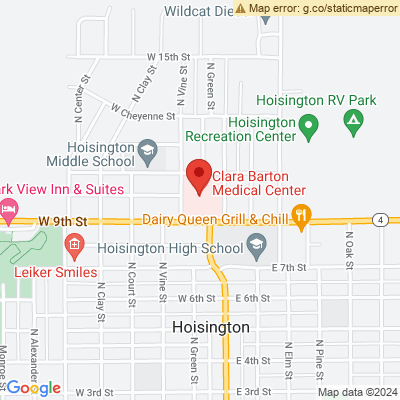 Map error: g.co/staticmaperror
Wildcat Die
W 15th St
N Center St
N Clay St
N Vine St
N Green St
W Cheyenne St
Hoisington RV Park
Hoisington
Recreation Center
Hoisington
Middle School
Clara Barton
Medical Center
ark View Inn & Suites
W 9th St
Dairy Queen Grill & Chill
4
Hoisington High School
Leiker Smiles
E 7th St
N Oak St
N Clay St
N Court St
N Vine St
W 6th St
E 6th St
Hoisington
Monroe St
N Alexander
N Green St
E 4th St
N Elm St
N Pine St
W 3rd St
E 3rd St
Google
Map data ©2024